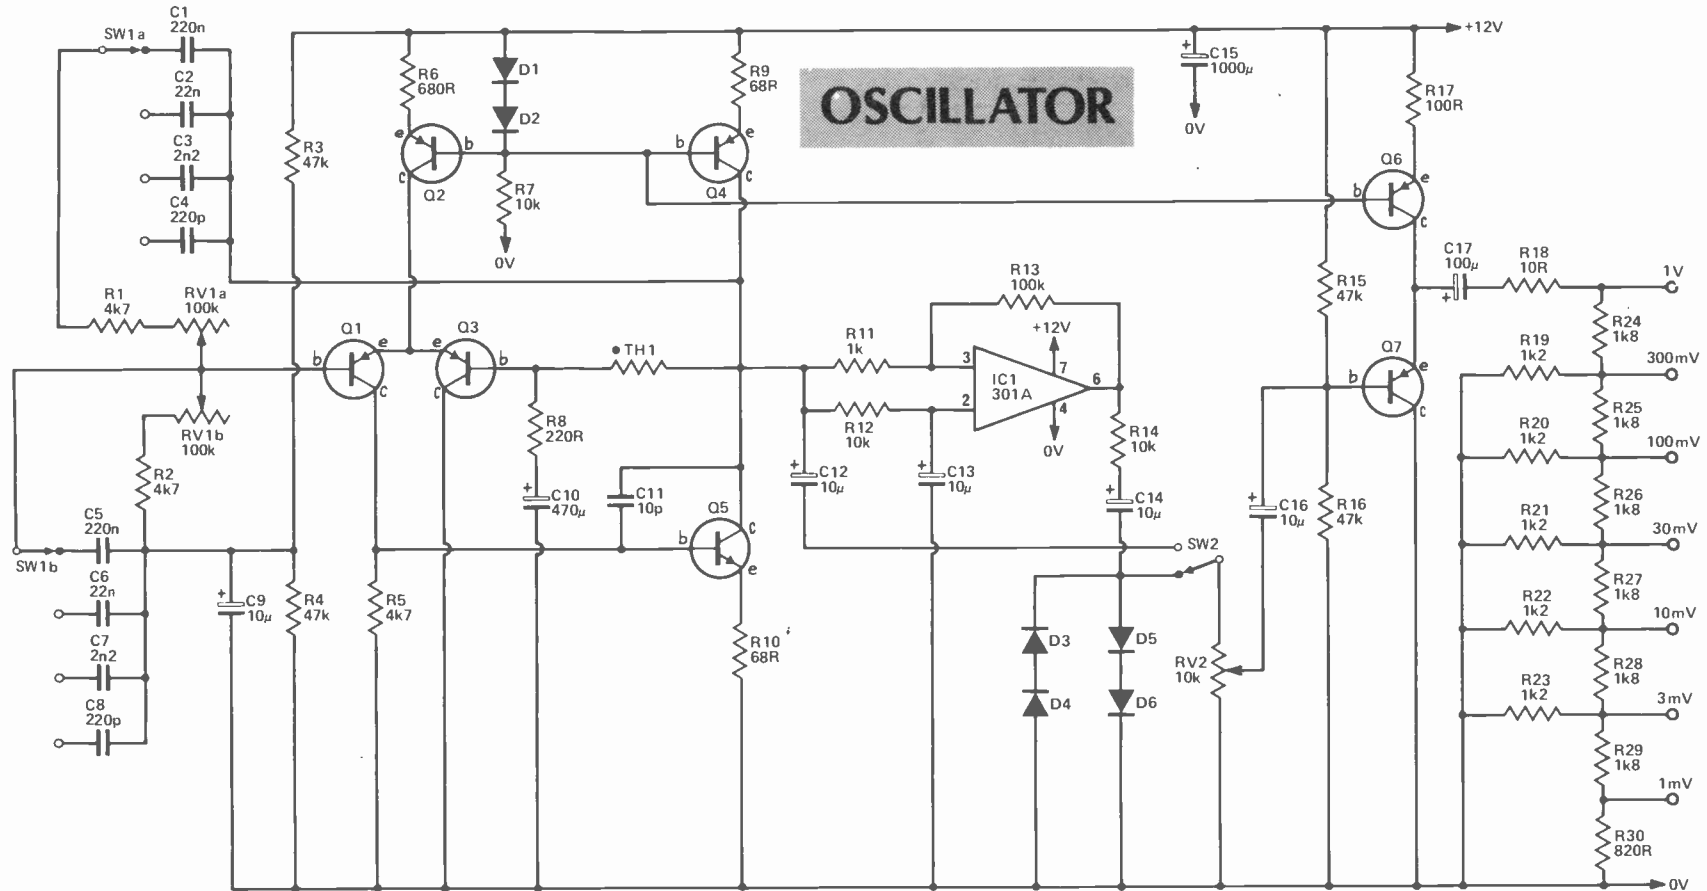 OSCILLATOR
SW1a
C1
220n
C2
22n
C3
2n2
C4
220p
R1
4k7
RV1a
100k
RV1b
100k
R2
4k7
C5
220n
SW1b
C6
22n
C7
2n2
C8
220p
C9
10μ
+
R3
47k
R4
47k
R5
4k7
R6
680R
D1
D2
R7
10k
0V
Q2
e
b
c
Q1
b
e
c
Q3
e
b
c
TH1
R8
220R
+
C10
470μ
C11
10p
R9
68R
Q4
b
e
c
Q5
b
c
e
R10
68R
R11
1k
R12
10k
+
C12
10μ
+
C13
10μ
R13
100k
+12V
3
2
7
6
4
IC1
301A
0V
R14
10k
+
C14
10μ
SW2
D3
D4
D5
D6
RV2
10k
+
C15
1000μ
0V
+12V
R15
47k
R16
47k
+
C16
10μ
R17
100R
Q6
b
e
c
Q7
b
e
c
C17
100μ
+
R18
10R
1V
R24
1k8
R19
1k2
300mV
R25
1k8
R20
1k2
100mV
R26
1k8
R21
1k2
30mV
R27
1k8
R22
1k2
10mV
R28
1k8
R23
1k2
3mV
R29
1k8
1mV
R30
820R
0V